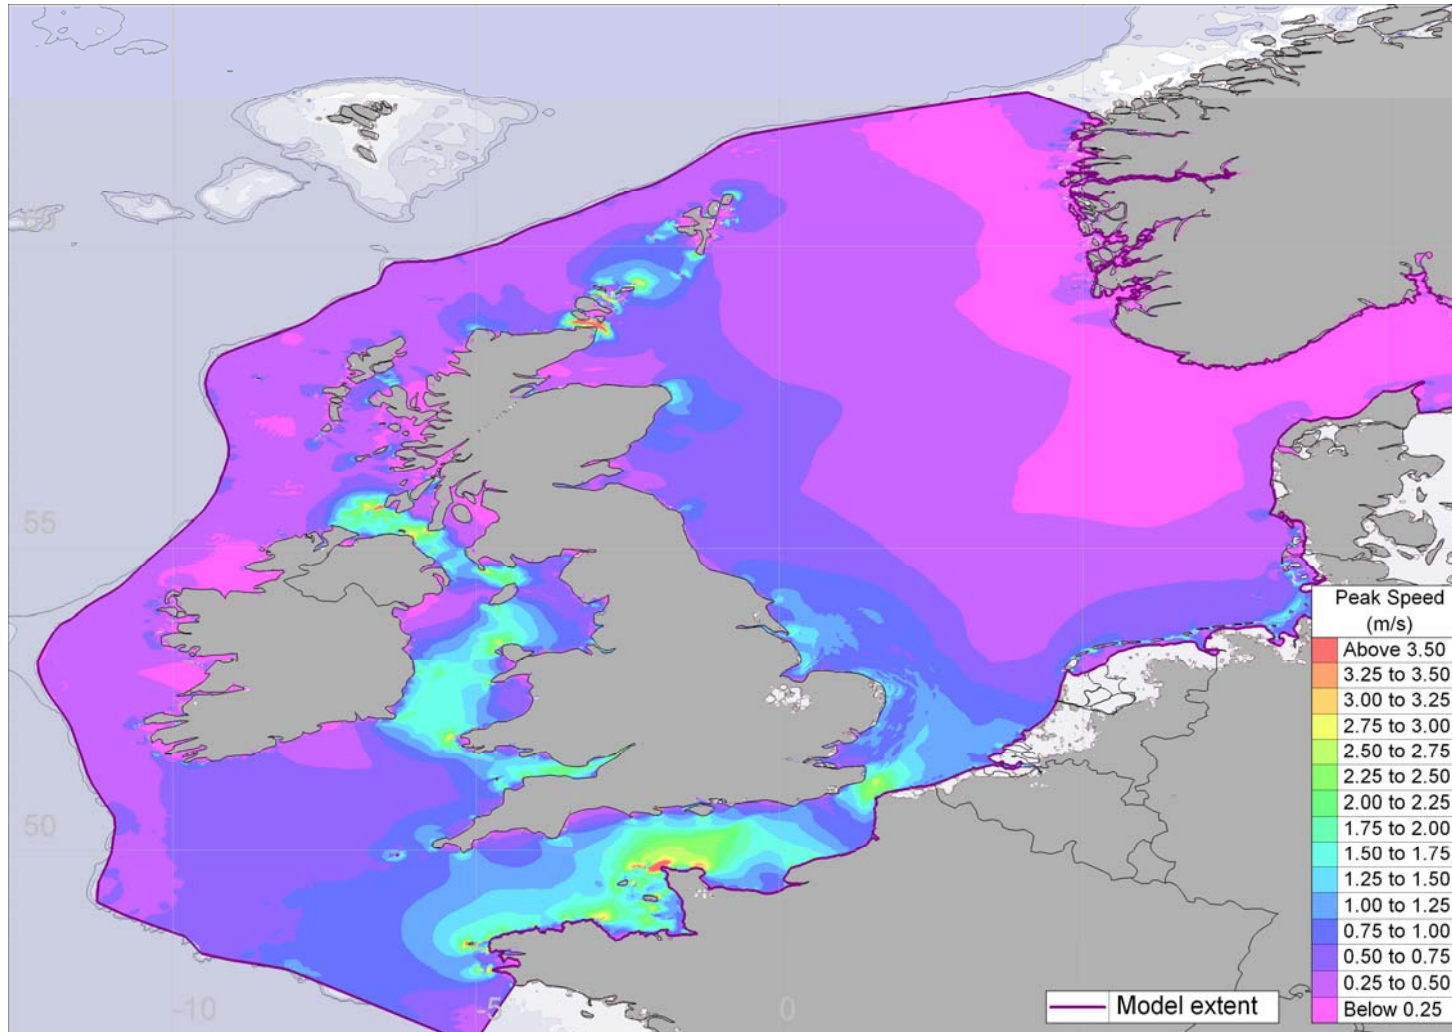 55
50
-10
-5
0
Peak Speed
(m/s)
Above 3.50
3.25 to 3.50
3.00 to 3.25
2.75 to 3.00
2.50 to 2.75
2.25 to 2.50
2.00 to 2.25
1.75 to 2.00
1.50 to 1.75
1.25 to 1.50
1.00 to 1.25
0.75 to 1.00
0.50 to 0.75
0.25 to 0.50
Below 0.25
Model extent